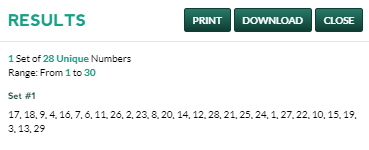 RESULTS
PRINT
DOWNLOAD
CLOSE
1 Set of 28 Unique Numbers
Range: From 1 to 30
Set #1
17, 18, 9, 4, 16, 7, 6, 11, 26, 2, 23, 8, 20, 14, 12, 28, 21, 25, 24, 1, 27, 22, 10, 15, 19,
3, 13, 29